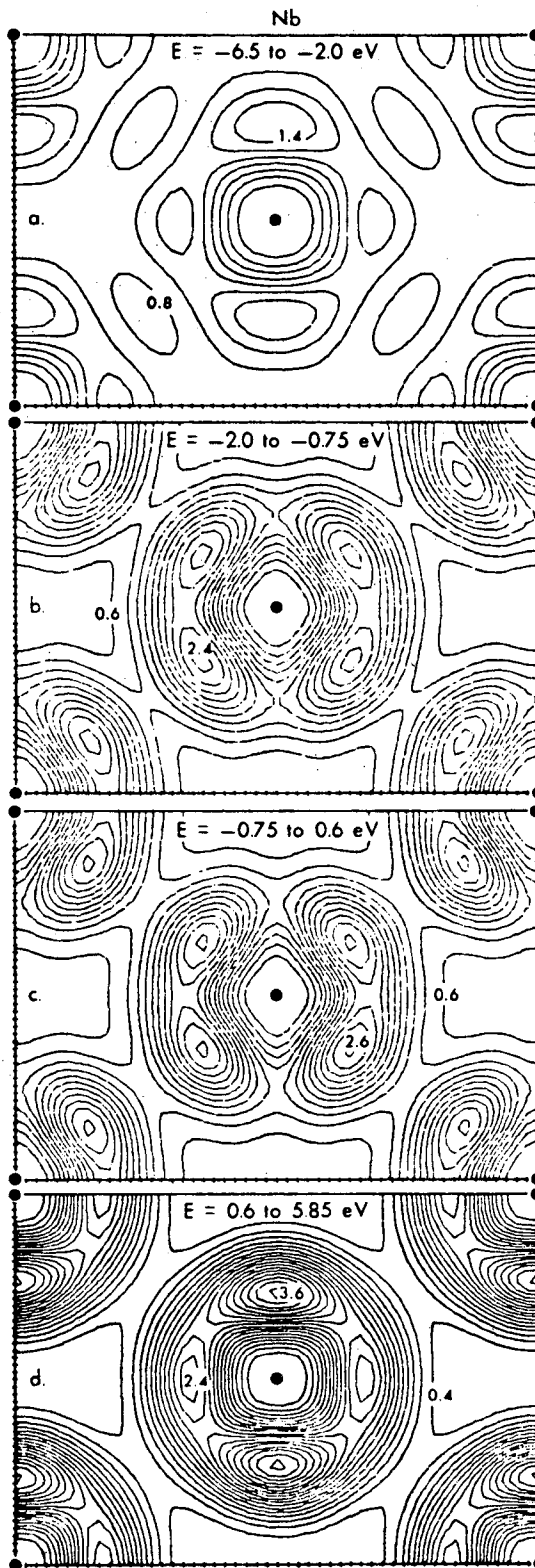 Nb
E = −6.5 to −2.0 eV
1.4
a.
0.8
E = −2.0 to −0.75 eV
b.
0.6
2.4
E = −0.75 to 0.6 eV
c.
0.6
2.6
E = 0.6 to 5.85 eV
3.6
d.
2.4
0.4